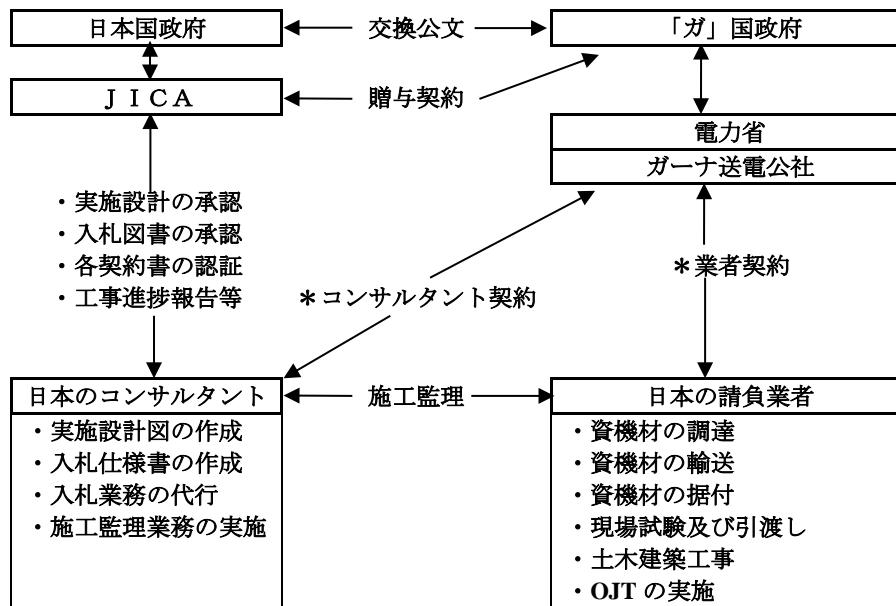 日本国政府
交換公文
「ガ」国政府
ＪＩＣＡ
贈与契約
電力省
ガーナ送電公社
・実施設計の承認
・入札図書の承認
・各契約書の認証
・工事進捗報告等
＊業者契約
＊コンサルタント契約
日本のコンサルタント
施工監理
日本の請負業者
・実施設計図の作成
・入札仕様書の作成
・入札業務の代行
・施工監理業務の実施
・資機材の調達
・資機材の輸送
・資機材の据付
・現場試験及び引渡し
・土木建築工事
・OJT の実施